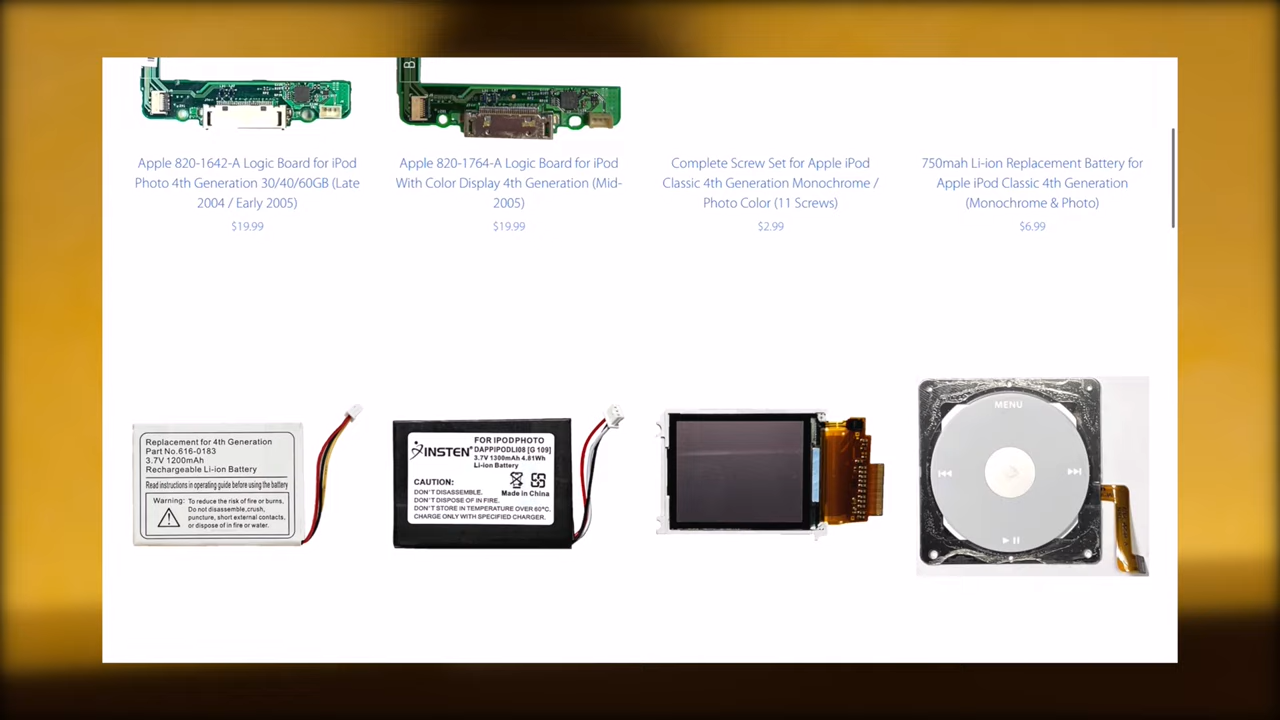 B
Apple 820-1642-A Logic Board for iPod
Photo 4th Generation 30/40/60GB (Late
2004 / Early 2005)
$19.99
Apple 820-1764-A Logic Board for iPod
With Color Display 4th Generation (Mid-
2005)
$19.99
Complete Screw Set for Apple iPod
Classic 4th Generation Monochrome /
Photo Color (11 Screws)
$2.99
750mah Li-ion Replacement Battery for
Apple iPod Classic 4th Generation
(Monochrome & Photo)
$6.99
Replacement for 4th Generation
Part No.616-0183
3.7V 1200mAh
Rechargeable Li-ion Battery
Read instructions in operating guide before using the battery
Warning: To reduce the risk of fire or burns,
Do not disassemble,crush,
puncture, short external contacts,
or dispose of in fire or water.
INSTEN
FOR IPODPHOTO
DAPPIPODLI08 [G 109]
3.7V 1300mAh 4.81Wh
Li-ion Battery
CAUTION:
Made in China
DON'T DISASSEMBLE.
DON'T DISPOSE OF IN FIRE.
DON'T STORE IN TEMPERATURE OVER 60°C.
CHARGE ONLY WITH SPECIFIED CHARGER.
MENU